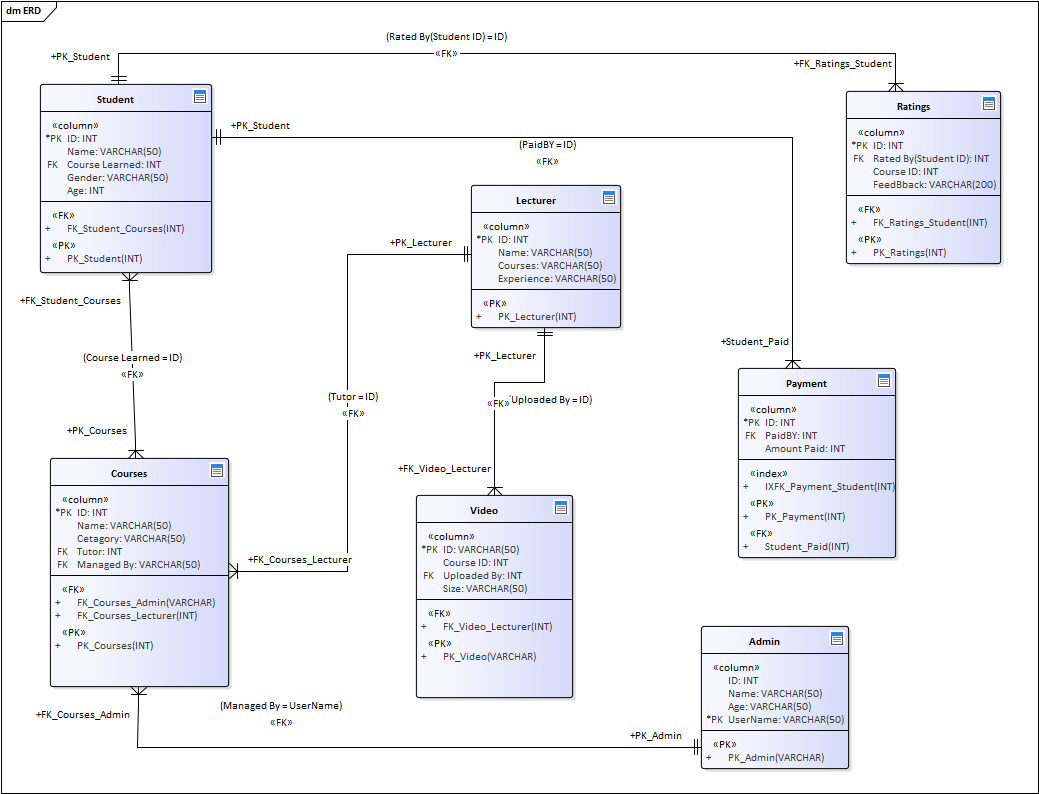 dm ERD
(Rated By(Student ID) = ID)
«FK»
+PK_Student
+FK_Ratings_Student
Student
«column»
*PK ID: INT
Name: VARCHAR(50)
FK Course Learned: INT
Gender: VARCHAR(50)
Age: INT
«FK»
+ FK_Student_Courses(INT)
«PK»
+ PK_Student(INT)
+PK_Student
(PaidBY = ID)
«FK»
Ratings
«column»
*PK ID: INT
FK Rated By(Student ID): INT
Course ID: INT
FeedBback: VARCHAR(200)
«FK»
+ FK_Ratings_Student(INT)
«PK»
+ PK_Ratings(INT)
Lecturer
«column»
*PK ID: INT
Name: VARCHAR(50)
Courses: VARCHAR(50)
Experience: VARCHAR(50)
«PK»
+ PK_Lecturer(INT)
+PK_Lecturer
+FK_Student_Courses
(Course Learned = ID)
«FK»
+PK_Courses
+PK_Lecturer
«FK»
(Uploaded By = ID)
(Tutor = ID)
«FK»
+FK_Video_Lecturer
+Student_Paid
Payment
«column»
*PK ID: INT
FK PaidBY: INT
Amount Paid: INT
«index»
+ IXFK_Payment_Student(INT)
«PK»
+ PK_Payment(INT)
«FK»
+ Student_Paid(INT)
Courses
«column»
*PK ID: INT
Name: VARCHAR(50)
Cetagory: VARCHAR(50)
FK Tutor: INT
FK Managed By: VARCHAR(50)
«FK»
+ FK_Courses_Admin(VARCHAR)
+ FK_Courses_Lecturer(INT)
«PK»
+ PK_Courses(INT)
+FK_Courses_Lecturer
Video
«column»
*PK ID: VARCHAR(50)
Course ID: INT
FK Uploaded By: INT
Size: VARCHAR(50)
«FK»
+ FK_Video_Lecturer(INT)
«PK»
+ PK_Video(VARCHAR)
Admin
«column»
ID: INT
Name: VARCHAR(50)
Age: VARCHAR(50)
*PK UserName: VARCHAR(50)
«PK»
+ PK_Admin(VARCHAR)
+FK_Courses_Admin
(Managed By = UserName)
«FK»
+PK_Admin